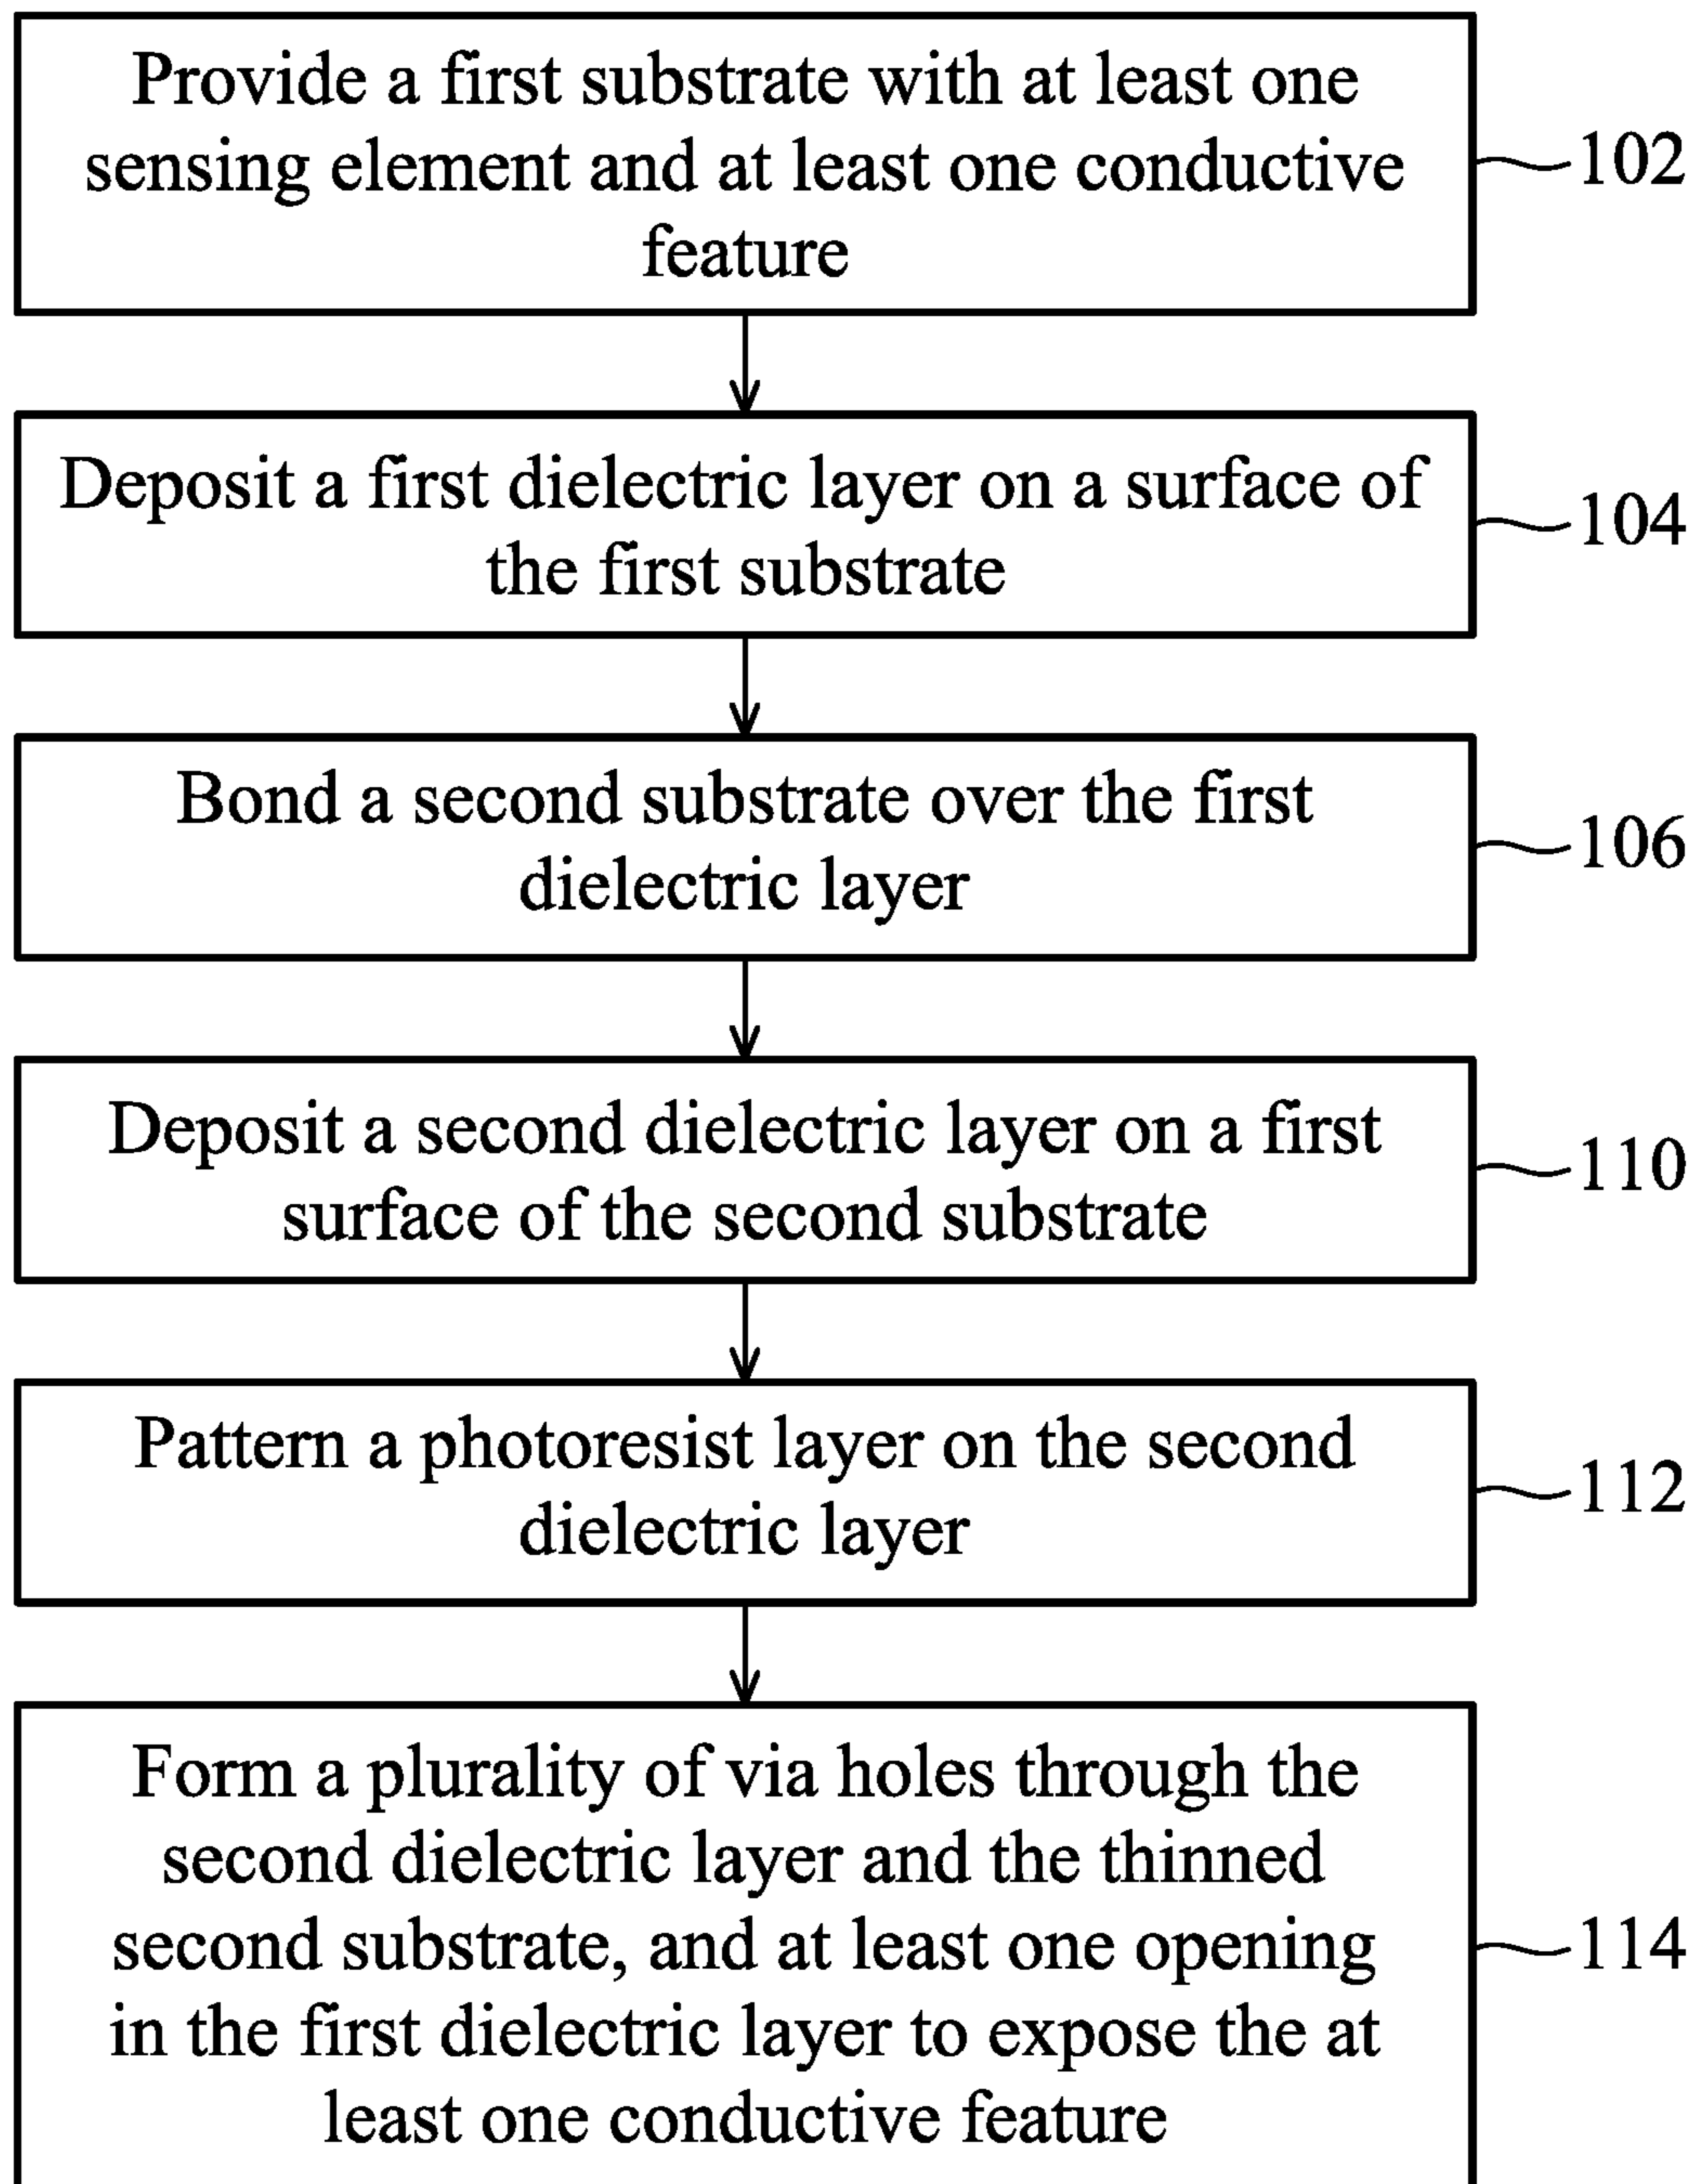 Provide a first substrate with at least one
sensing element and at least one conductive
feature
102
Deposit a first dielectric layer on a surface of
the first substrate
104
Bond a second substrate over the first
dielectric layer
106
Deposit a second dielectric layer on a first
surface of the second substrate
110
Pattern a photoresist layer on the second
dielectric layer
112
Form a plurality of via holes through the
second dielectric layer and the thinned
second substrate, and at least one opening
in the first dielectric layer to expose the at
least one conductive feature
114